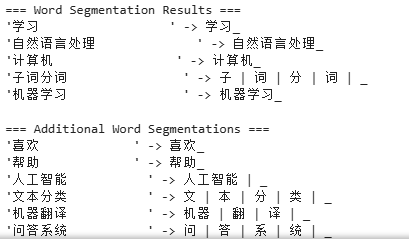 === Word Segmentation Results ===
'学习                  ' -> 学习_
'自然语言处理                ' -> 自然语言处理_
'计算机                 ' -> 计算机_
'子词分词                ' -> 子 | 词 | 分 | 词 | _
'机器学习                ' -> 机器学习_
=== Additional Word Segmentations ===
'喜欢             ' -> 喜欢_
'帮助             ' -> 帮助_
'人工智能           ' -> 人工智能 | _
'文本分类           ' -> 文 | 本 | 分 | 类 | _
'机器翻译           ' -> 机器 | 翻 | 译 | _
'问答系统           ' -> 问 | 答 | 系 | 统 | _